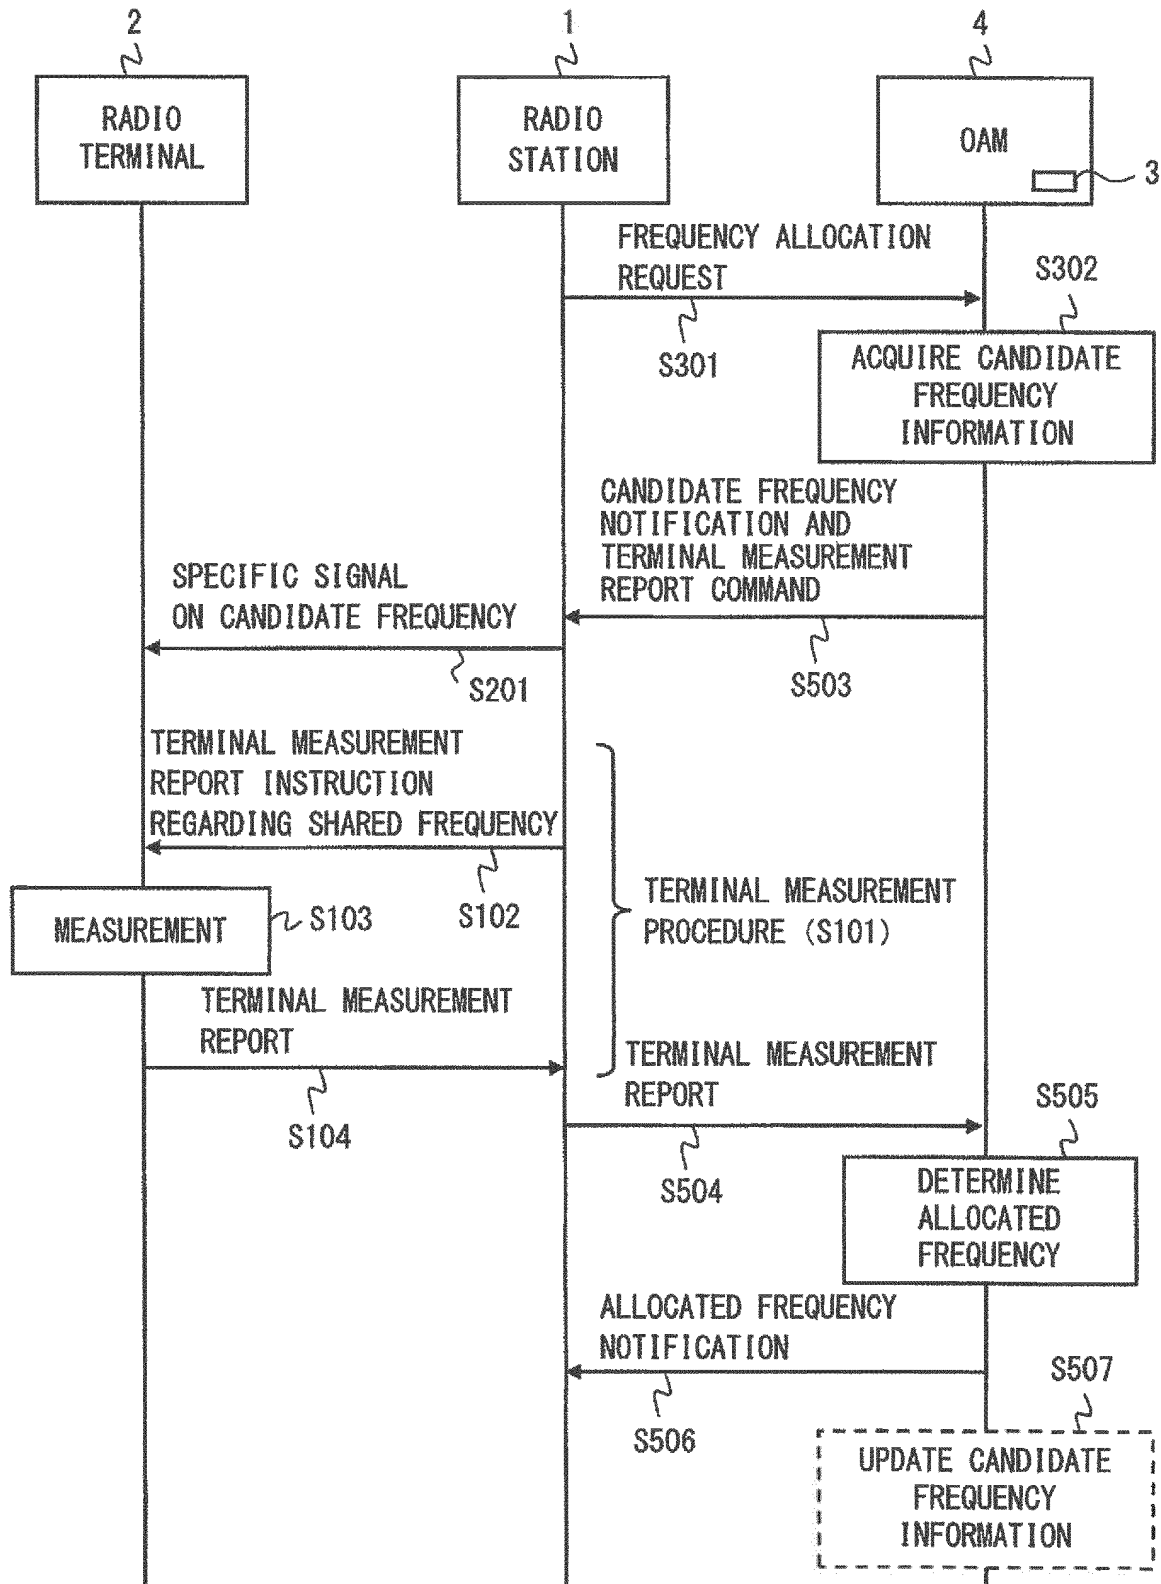 2
1
4
RADIO
TERMINAL
RADIO
STATION
OAM
3
FREQUENCY ALLOCATION
REQUEST
S301
S302
ACQUIRE CANDIDATE
FREQUENCY
INFORMATION
CANDIDATE FREQUENCY
NOTIFICATION AND
TERMINAL MEASUREMENT
REPORT COMMAND
S503
SPECIFIC SIGNAL
ON CANDIDATE FREQUENCY
S201
TERMINAL MEASUREMENT
REPORT INSTRUCTION
REGARDING SHARED FREQUENCY
S102
TERMINAL MEASUREMENT
PROCEDURE (S101)
MEASUREMENT
S103
TERMINAL MEASUREMENT
REPORT
S104
TERMINAL MEASUREMENT
REPORT
S504
S505
DETERMINE
ALLOCATED
FREQUENCY
ALLOCATED FREQUENCY
NOTIFICATION
S506
S507
UPDATE CANDIDATE
FREQUENCY
INFORMATION